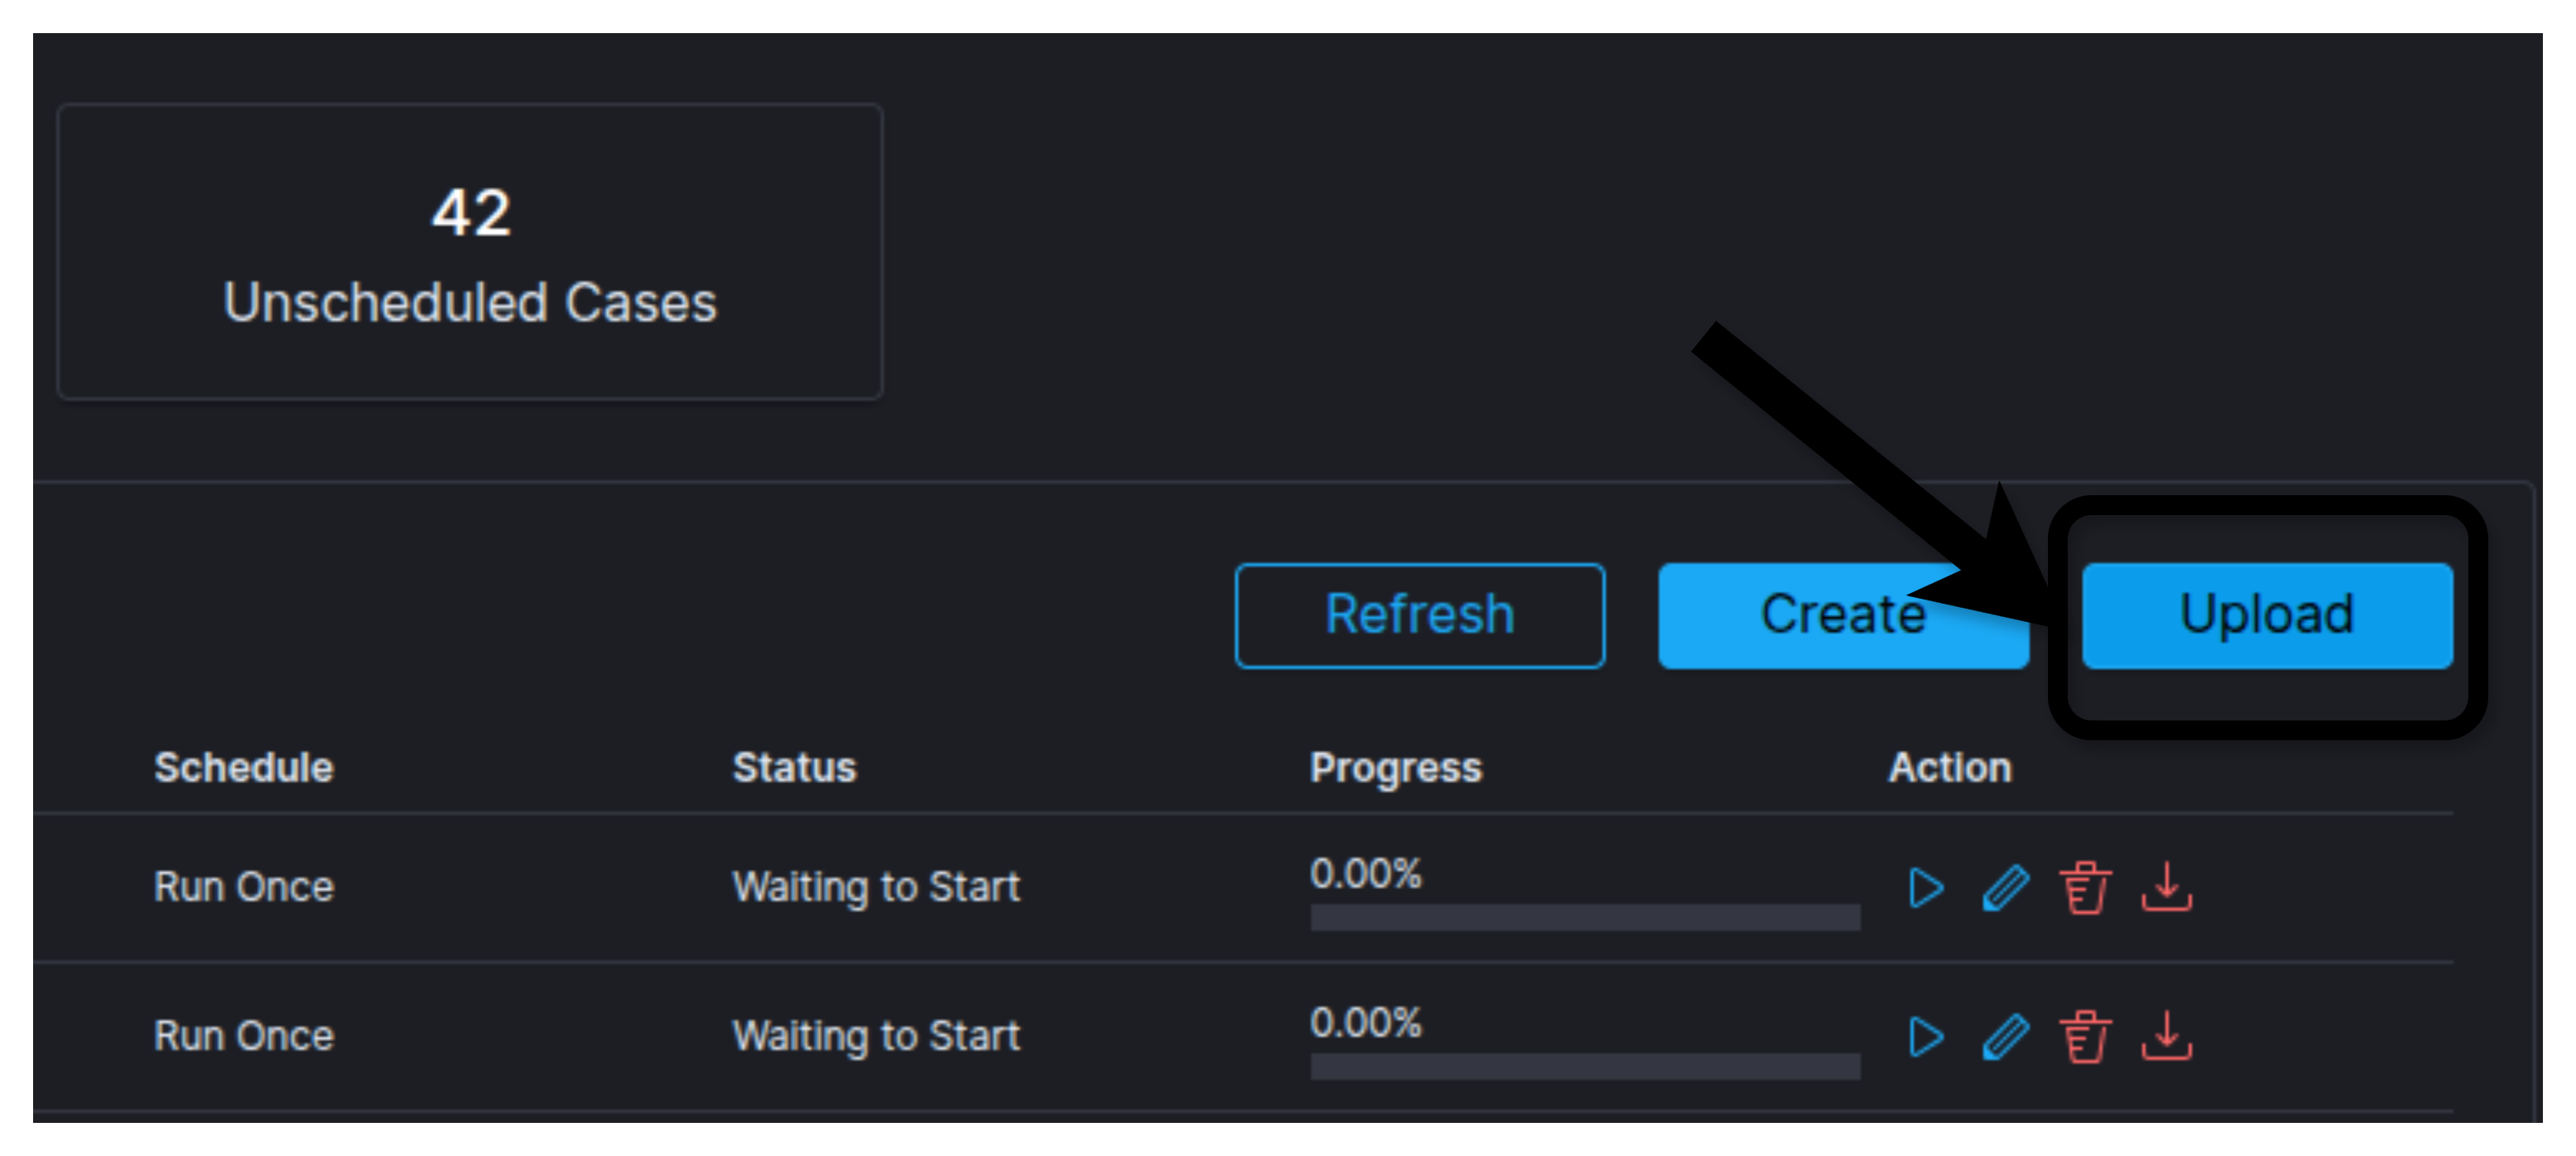 42
Unscheduled Cases
Refresh Create Upload
Schedule Status Progress Action
Run Once Waiting to Start 0.00%
Run Once Waiting to Start 0.00%